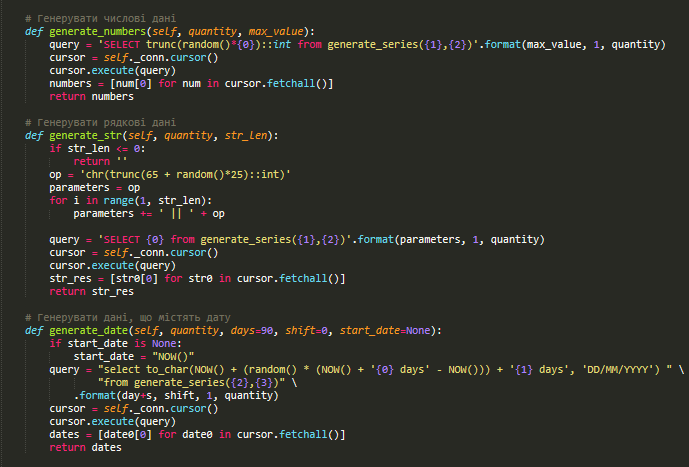 # Генерувати числові дані
def generate_numbers(self, quantity, max_value):
    query = 'SELECT trunc(random()*{0})::int from generate_series({1},{2})'.format(max_value, 1, quantity)
    cursor = self._conn.cursor()
    cursor.execute(query)
    numbers = [num[0] for num in cursor.fetchall()]
    return numbers

# Генерувати рядкові дані
def generate_str(self, quantity, str_len):
    if str_len <= 0:
        return ''
    op = 'chr(trunc(65 + random()*25)::int)'
    parameters = op
    for i in range(1, str_len):
        parameters += ' || ' + op

    query = 'SELECT {0} from generate_series({1},{2})'.format(parameters, 1, quantity)
    cursor = self._conn.cursor()
    cursor.execute(query)
    str_res = [str0[0] for str0 in cursor.fetchall()]
    return str_res

# Генерувати дані, що містять дату
def generate_date(self, quantity, days=90, shift=0, start_date=None):
    if start_date is None:
        start_date = "NOW()"
    query = "select to_char(NOW() + (random() * (NOW() + '{0} days' - NOW())) + '{1} days', 'DD/MM/YYYY') " \
            "from generate_series({2},{3})" \
        .format(day+s, shift, 1, quantity)
    cursor = self._conn.cursor()
    cursor.execute(query)
    dates = [date0[0] for date0 in cursor.fetchall()]
    return dates